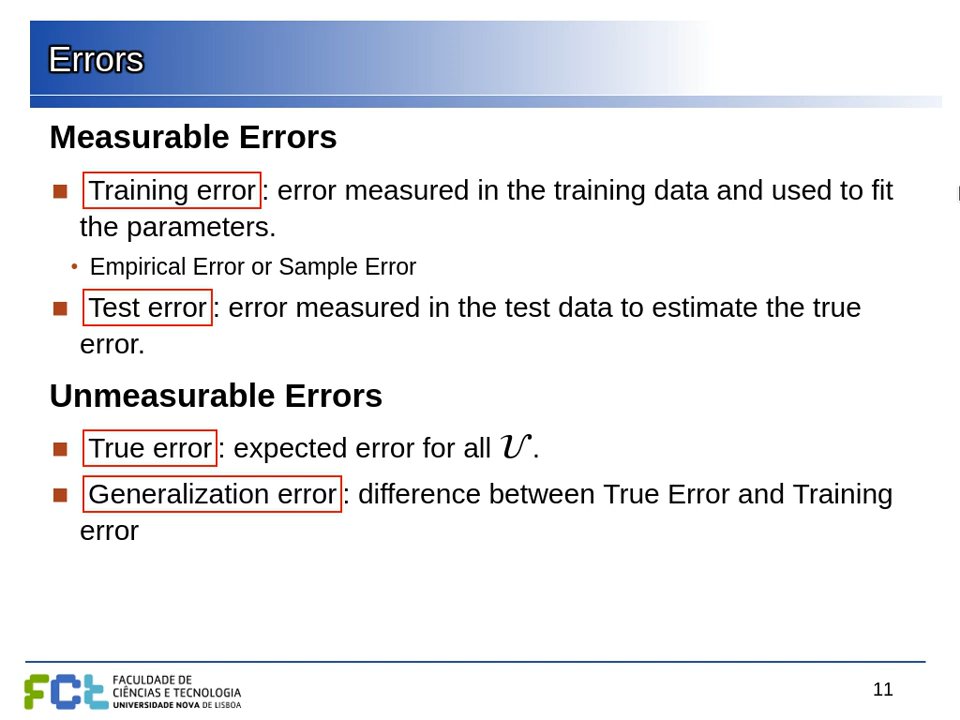 Errors
Measurable Errors
Training error: error measured in the training data and used to fit
the parameters.
• Empirical Error or Sample Error
Test error: error measured in the test data to estimate the true
error.
Unmeasurable Errors
True error: expected error for all 𝒰.
Generalization error: difference between True Error and Training
error
FCT
FACULDADE DE
CIÊNCIAS E TECNOLOGIA
UNIVERSIDADE NOVA DE LISBOA
11